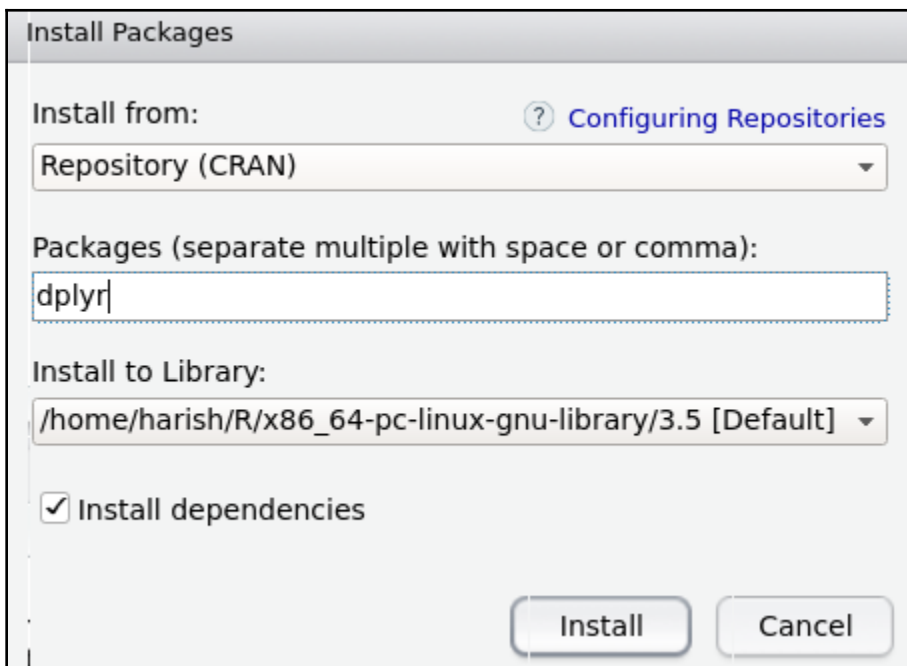 Install Packages
Install from:
? Configuring Repositories
Repository (CRAN)
Packages (separate multiple with space or comma):
dplyr
Install to Library:
/home/harish/R/x86_64-pc-linux-gnu-library/3.5 [Default]
Install dependencies
Install
Cancel